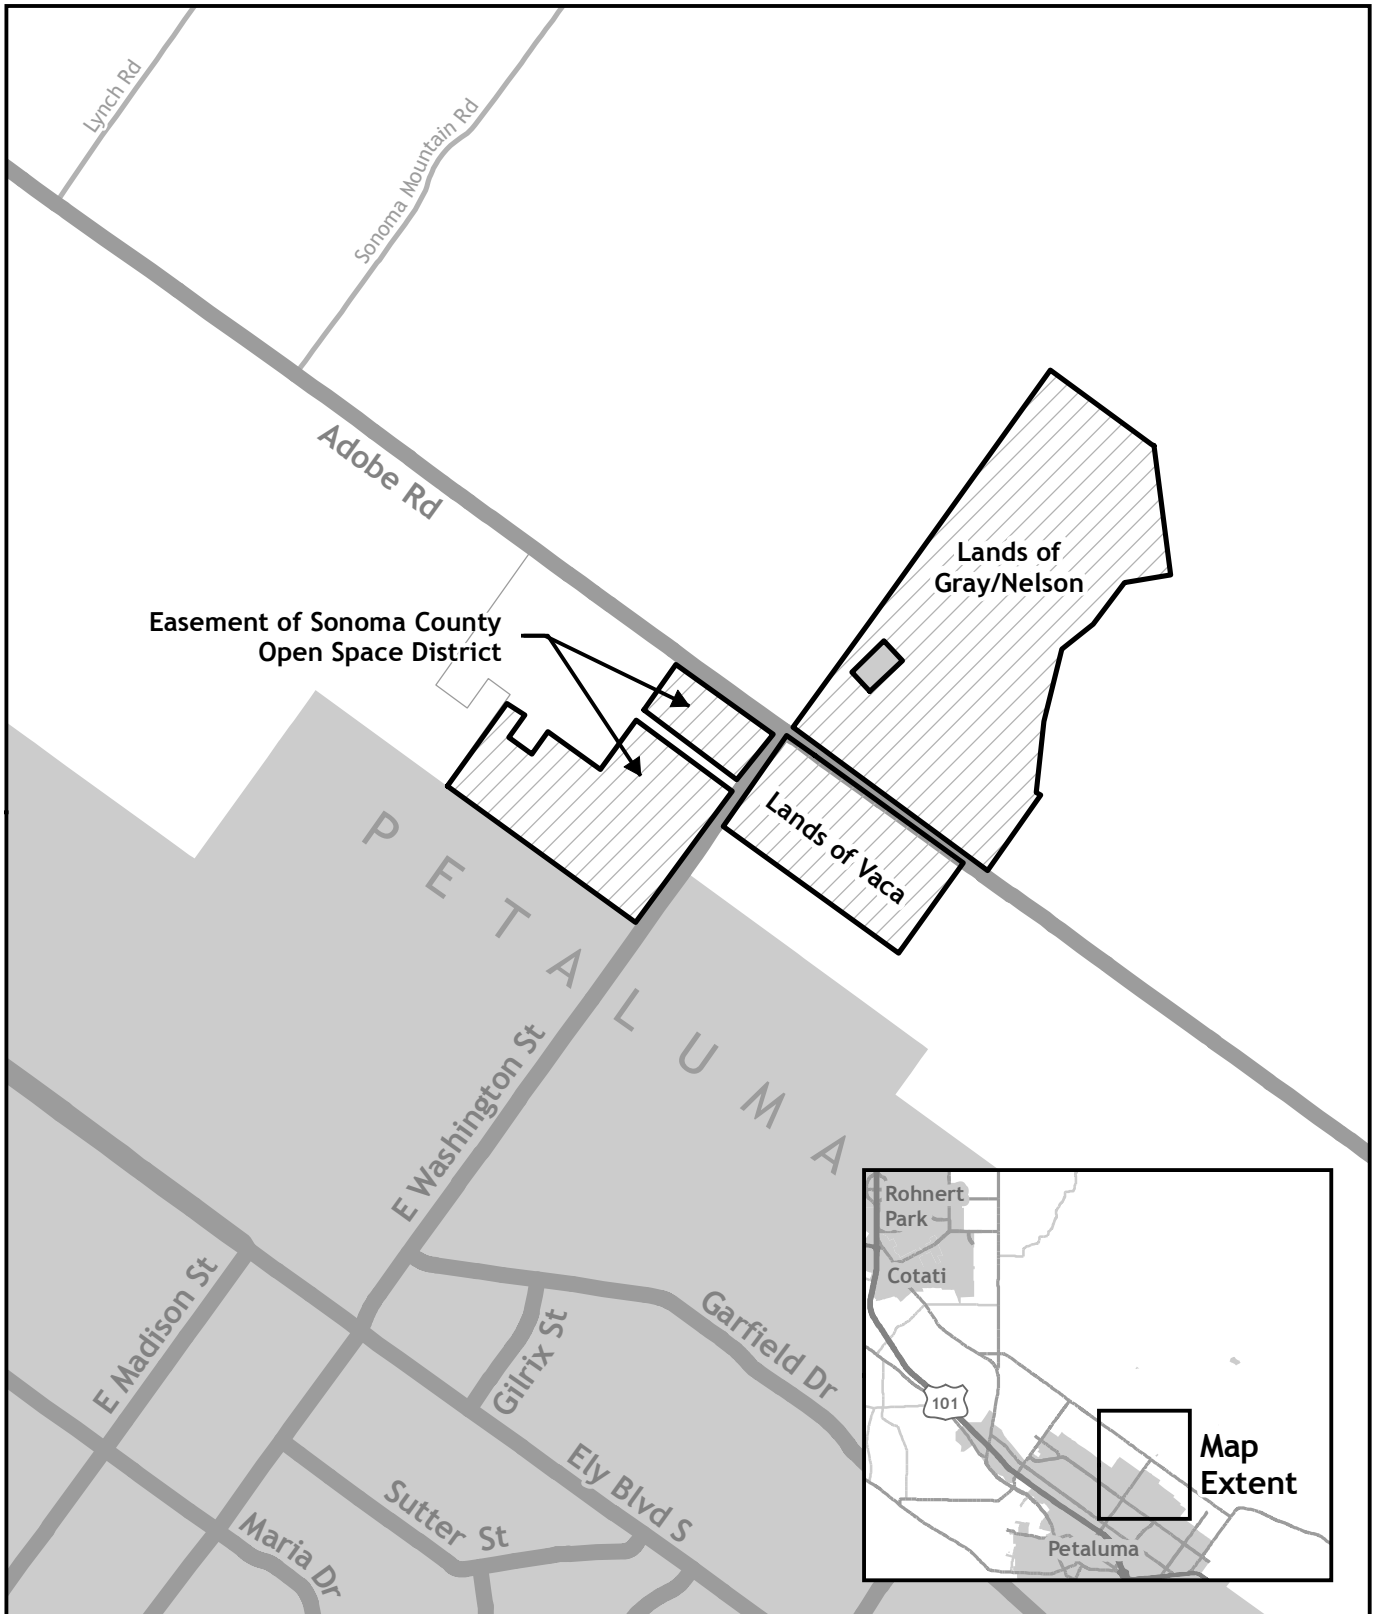 Lynch Rd
Sonoma Mountain Rd
Adobe Rd
Lands of
Gray/Nelson
Easement of Sonoma County
Open Space District
Lands of Vaca
PETALUMA
E Washington St
E Madison St
Gilrix St
Garfield Dr
Ely Blvd S
Sutter St
Maria Dr
Rohnert
Park
Cotati
101
Map
Extent
Petaluma